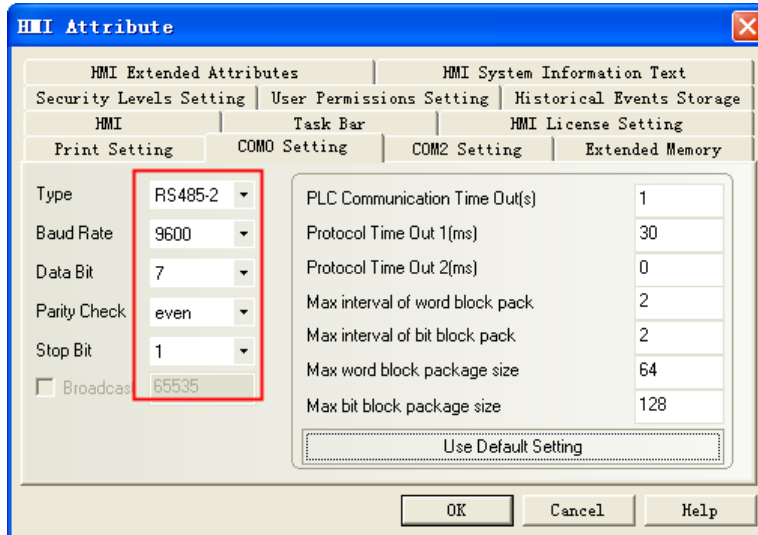 HMI Attribute
HMI Extended Attributes HMI System Information Text
Security Levels Setting User Permissions Setting Historical Events Storage
HMI Task Bar HMI License Setting
Print Setting COM0 Setting COM2 Setting Extended Memory
Type RS485-2
Baud Rate 9600
Data Bit 7
Parity Check even
Stop Bit 1
Broadcas 65535
PLC Communication Time Out(s) 1
Protocol Time Out 1(ms) 30
Protocol Time Out 2(ms) 0
Max interval of word block pack 2
Max interval of bit block pack 2
Max word block package size 64
Max bit block package size 128
Use Default Setting
OK Cancel Help